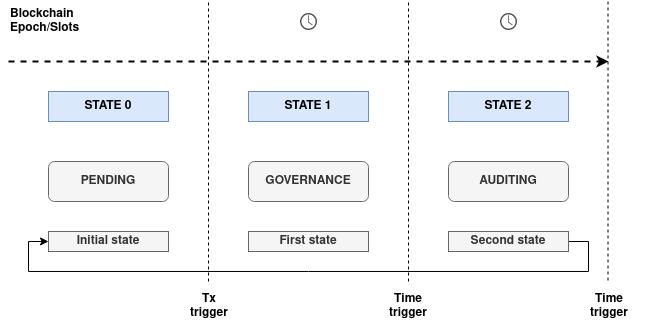 Blockchain
Epoch/Slots
STATE 0
STATE 1
STATE 2
PENDING
GOVERNANCE
AUDITING
Initial state
First state
Second state
Tx
trigger
Time
trigger
Time
trigger